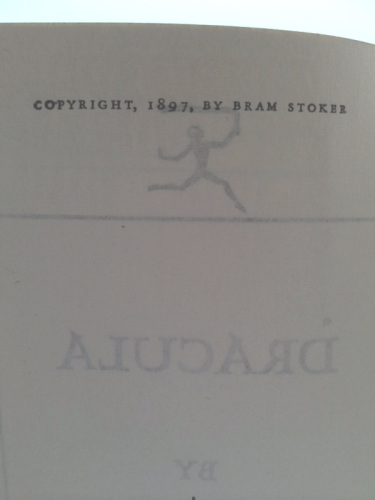 COPYRIGHT, 1897, BY BRAM STOKER
DRACULA
BY